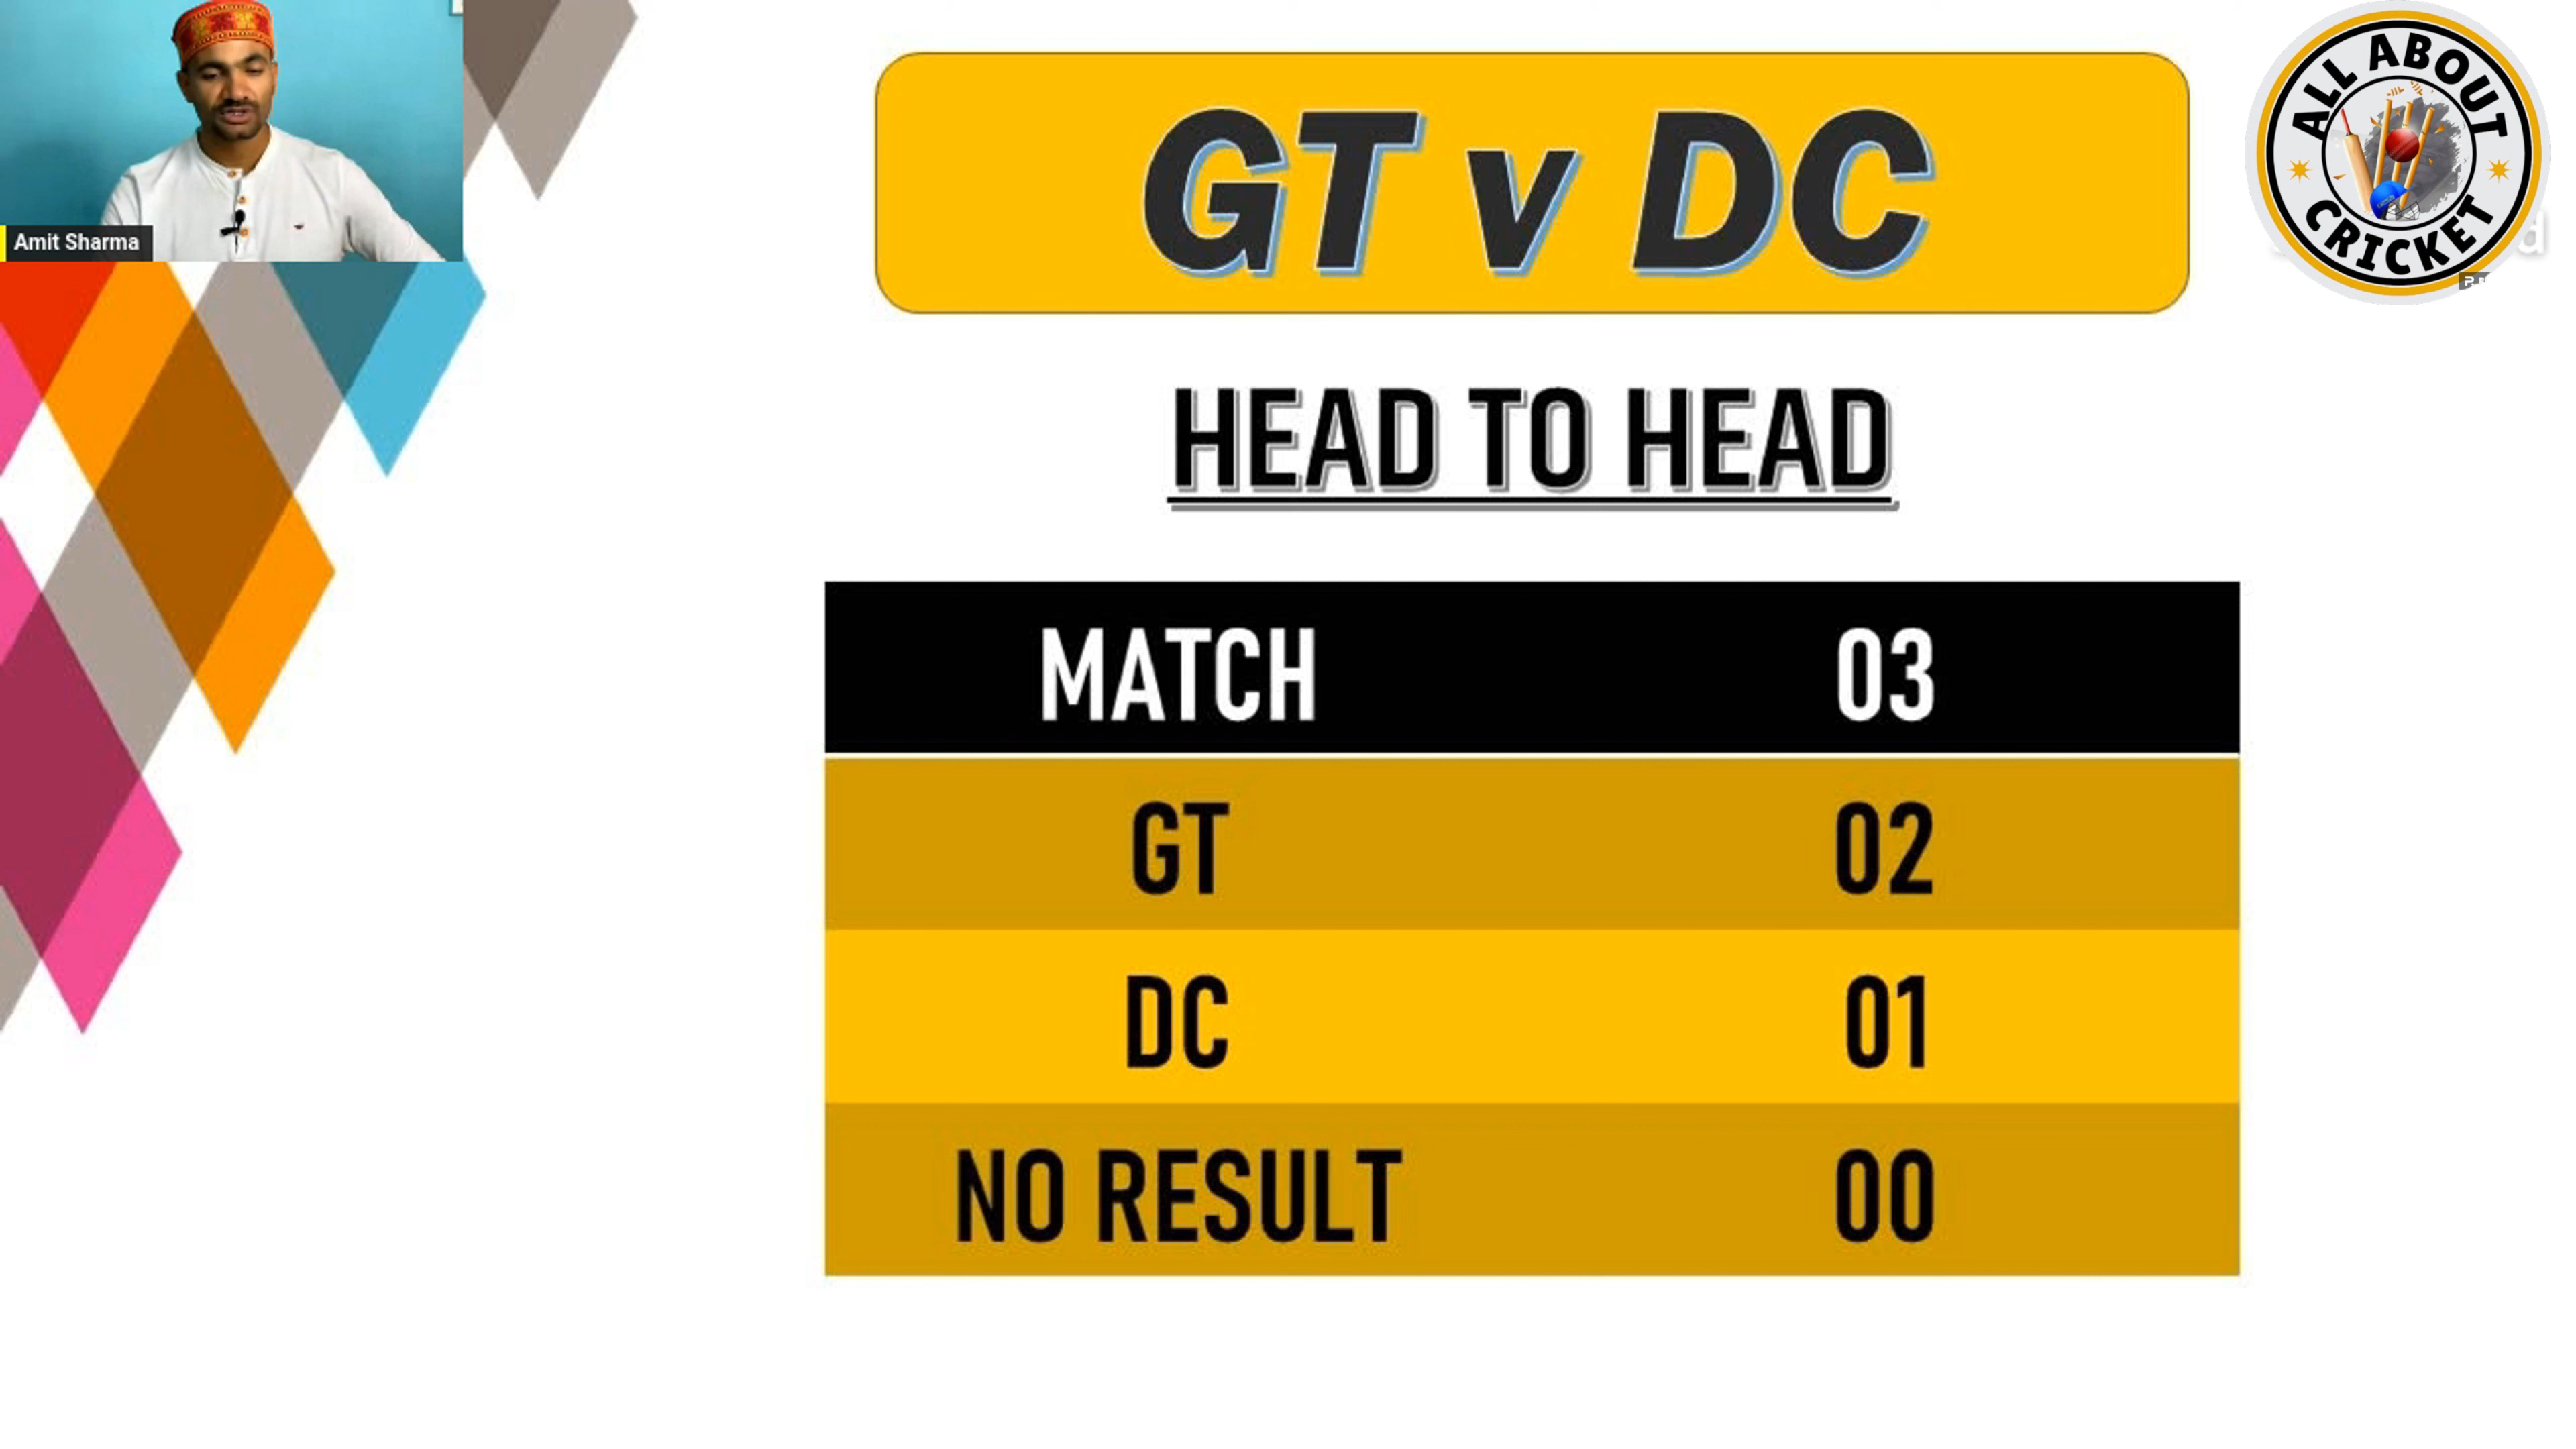 Amit Sharma
GT v DC
ALL ABOUT
CRICKET
HEAD TO HEAD
MATCH 03
GT 02
DC 01
NO RESULT 00